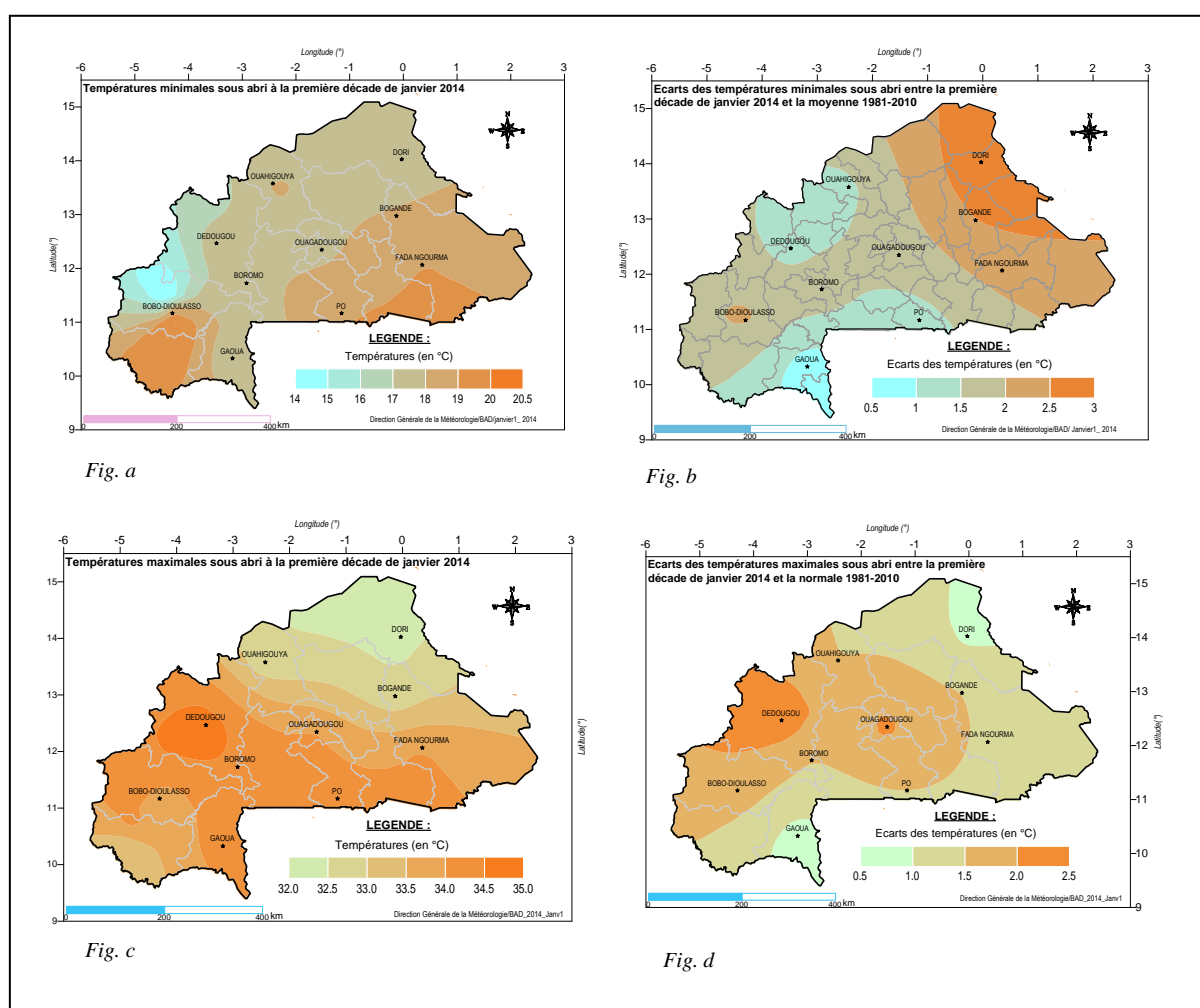 Longitude (°)
-6 -5 -4 -3 -2 -1 0 1 2 3
Températures minimales sous abri à la première décade de janvier 2014
15
14
13
12
11
10
9
Latitude(°)
N
W E
S
DORI
OUAHIGOUYA
BOGANDE
DEDOUGOU
OUAGADOUGOU
FADA NGOURMA
BOROMO
BOBO-DIOULASSO
PO
GAOUA
LEGENDE :
Températures (en °C)
14 15 16 17 18 19 20 20.5
Direction Générale de la Météorologie/BAD/janvier1_ 2014
0 200 400 km
Fig. a
Longitude (°)
-6 -5 -4 -3 -2 -1 0 1 2 3
Ecarts des températures minimales sous abri entre la première
décade de janvier 2014 et la moyenne 1981-2010
15
14
13
12
11
10
9
Latitude(°)
N
W E
S
DORI
OUAHIGOUYA
BOGANDE
DEDOUGOU
OUAGADOUGOU
FADA NGOURMA
BOROMO
BOBO-DIOULASSO
PO
GAOUA
LEGENDE :
Ecarts des températures (en °C)
0.5 1 1.5 2 2.5 3
Direction Générale de la Météorologie/BAD/ Janvier1_ 2014
0 200 400 km
Fig. b
Longitude (°)
-6 -5 -4 -3 -2 -1 0 1 2 3
Températures maximales sous abri à la première décade de janvier 2014
15
14
13
12
11
10
9
Latitude(°)
N
W E
S
DORI
OUAHIGOUYA
BOGANDE
DEDOUGOU
OUAGADOUGOU
FADA NGOURMA
BOROMO
BOBO-DIOULASSO
PO
GAOUA
LEGENDE :
Températures (en °C)
32.0 32.5 33.0 33.5 34.0 34.5 35.0
Direction Générale de la Météorologie/BAD_2014_Janv1
0 200 400 km
Fig. c
Longitude (°)
-6 -5 -4 -3 -2 -1 0 1 2 3
Ecarts des températures maximales sous abri entre la première
décade de janvier 2014 et la normale 1981-2010
15
14
13
12
11
10
9
Latitude(°)
N
W E
S
DORI
OUAHIGOUYA
BOGANDE
DEDOUGOU
OUAGADOUGOU
FADA NGOURMA
BOROMO
BOBO-DIOULASSO
PO
GAOUA
LEGENDE :
Ecarts des températures (en °C)
0.5 1.0 1.5 2.0 2.5
Direction Générale de la Météorologie/BAD_2014_Janv1
0 200 400 km
Fig. d